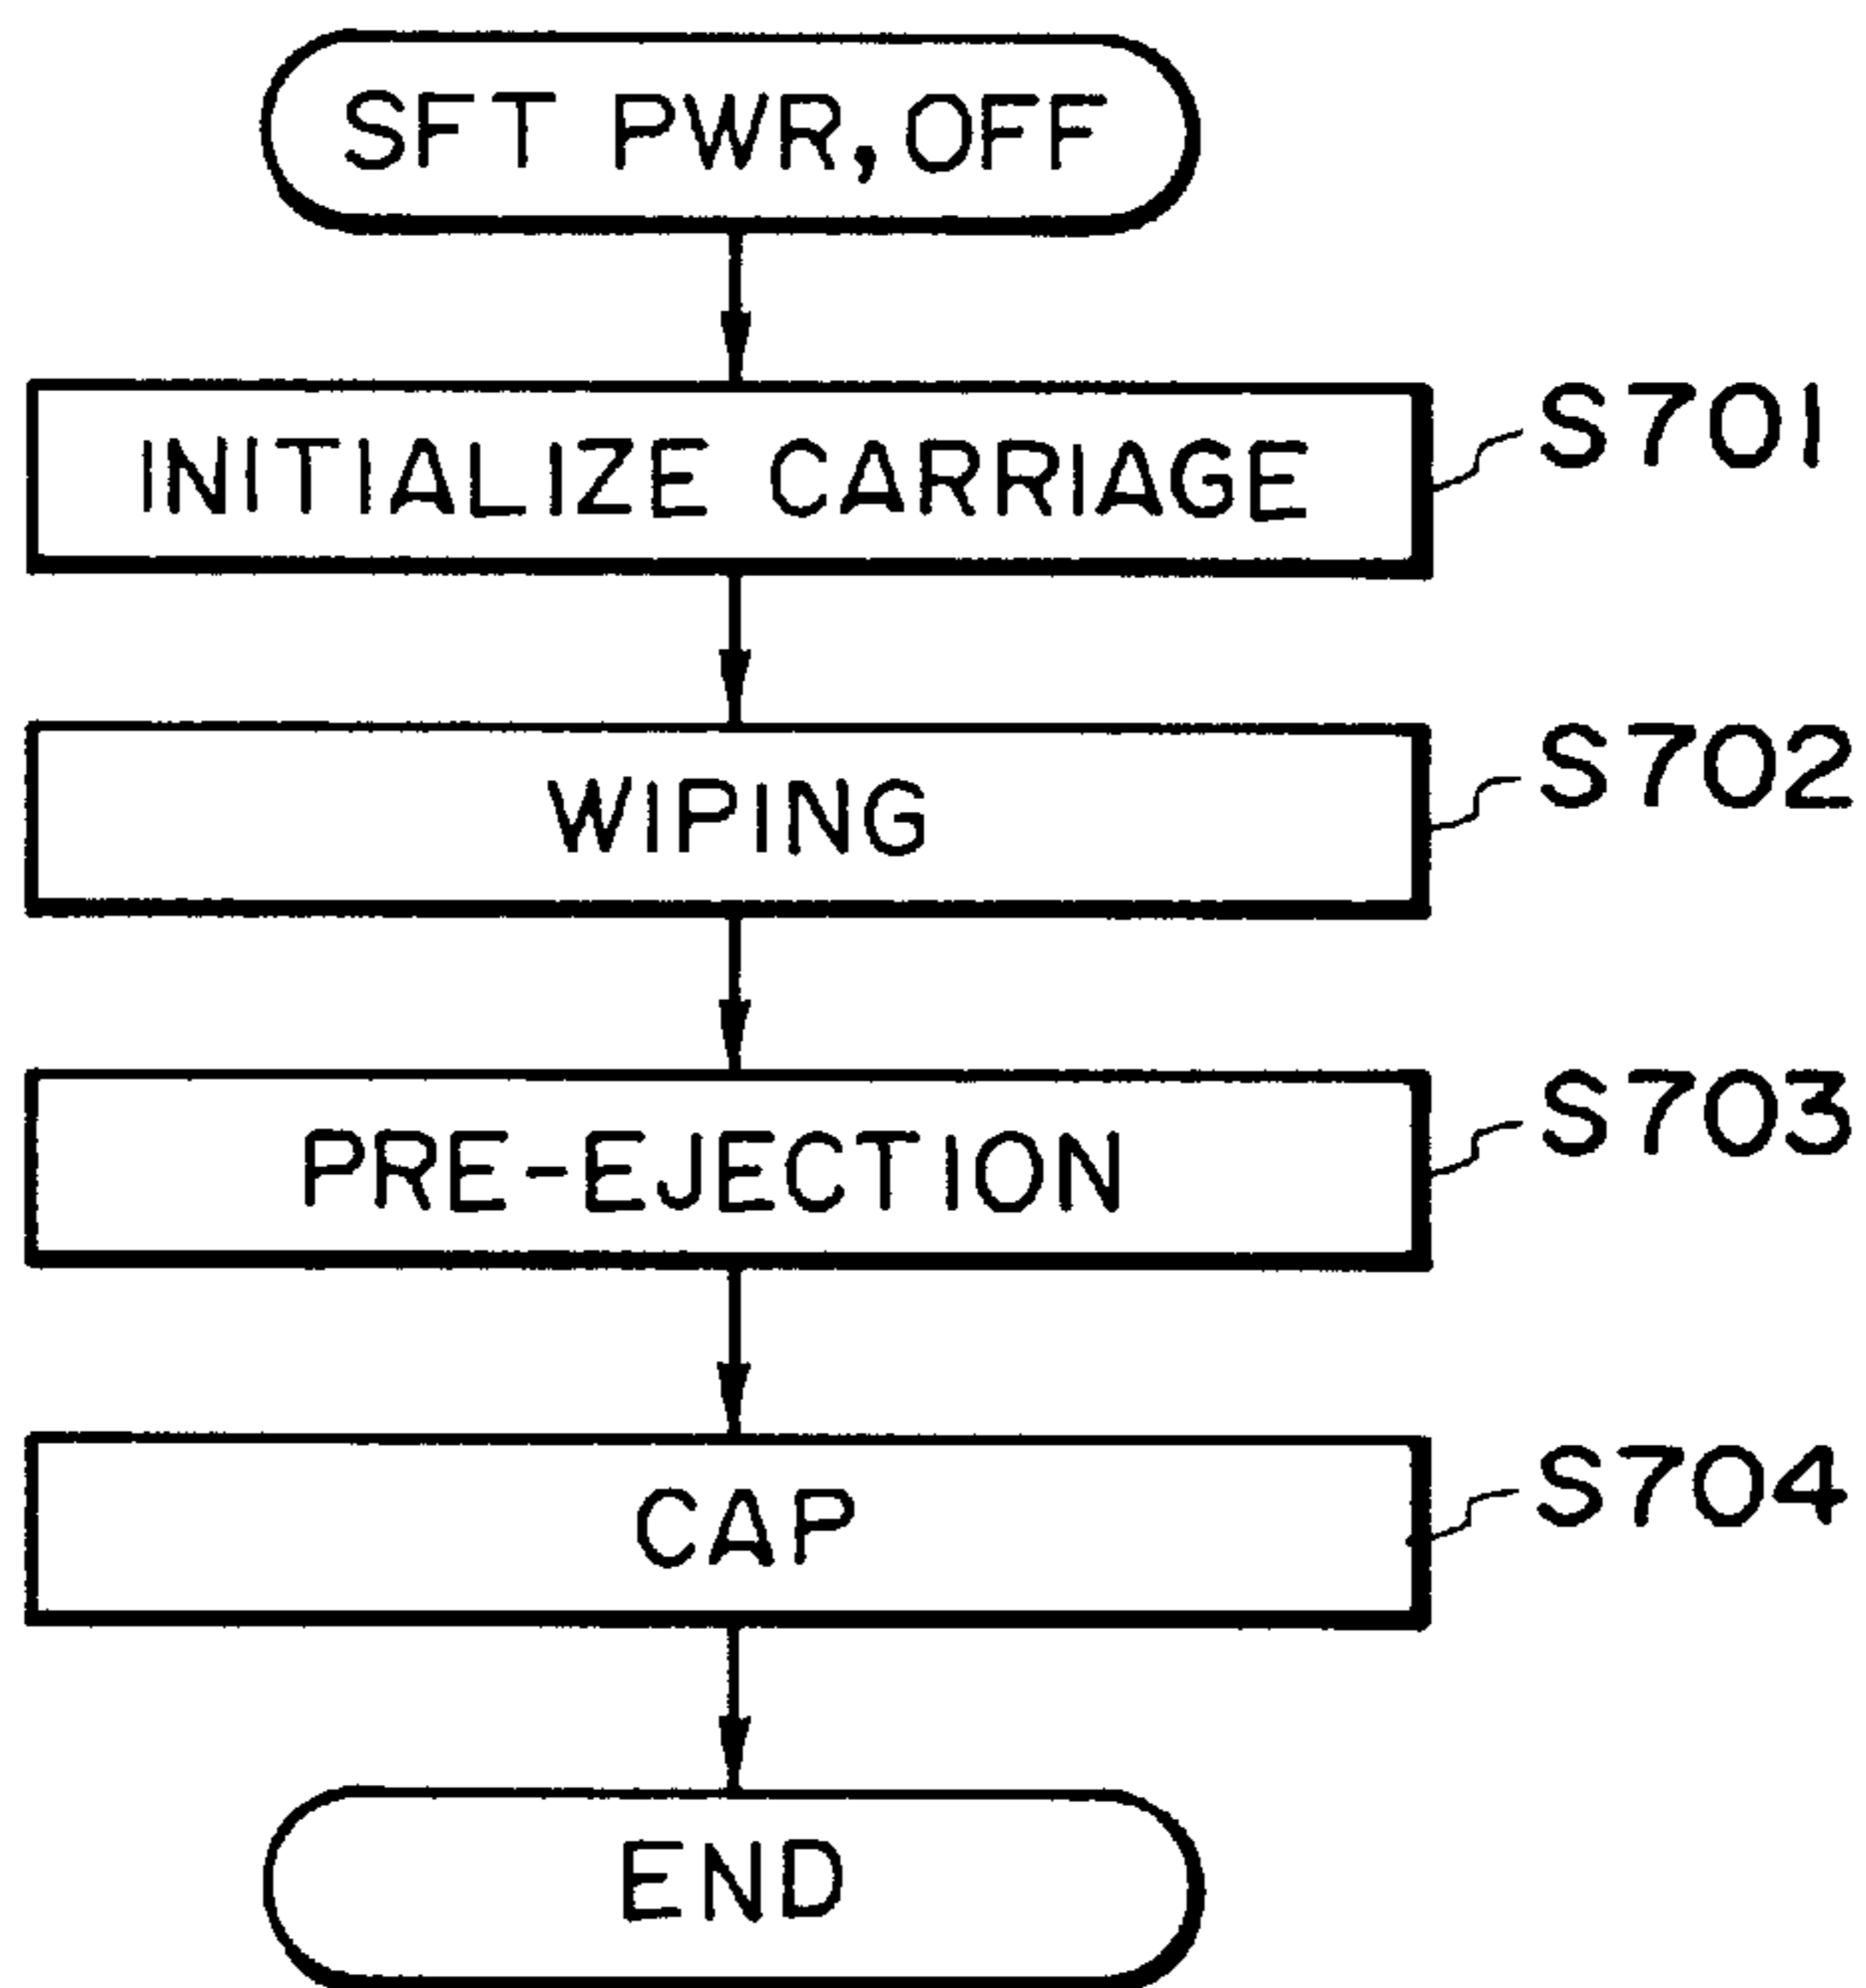 SFT PWR, OFF
INITIALIZE CARRIAGE
S701
WIPING
S702
PRE-EJECTION
S703
CAP
S704
END